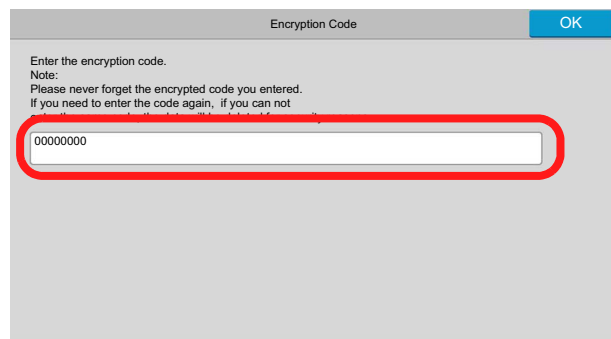 Encryption Code
OK
Enter the encryption code.
Note:
Please never forget the encrypted code you entered.
If you need to enter the code again, if you can not
00000000